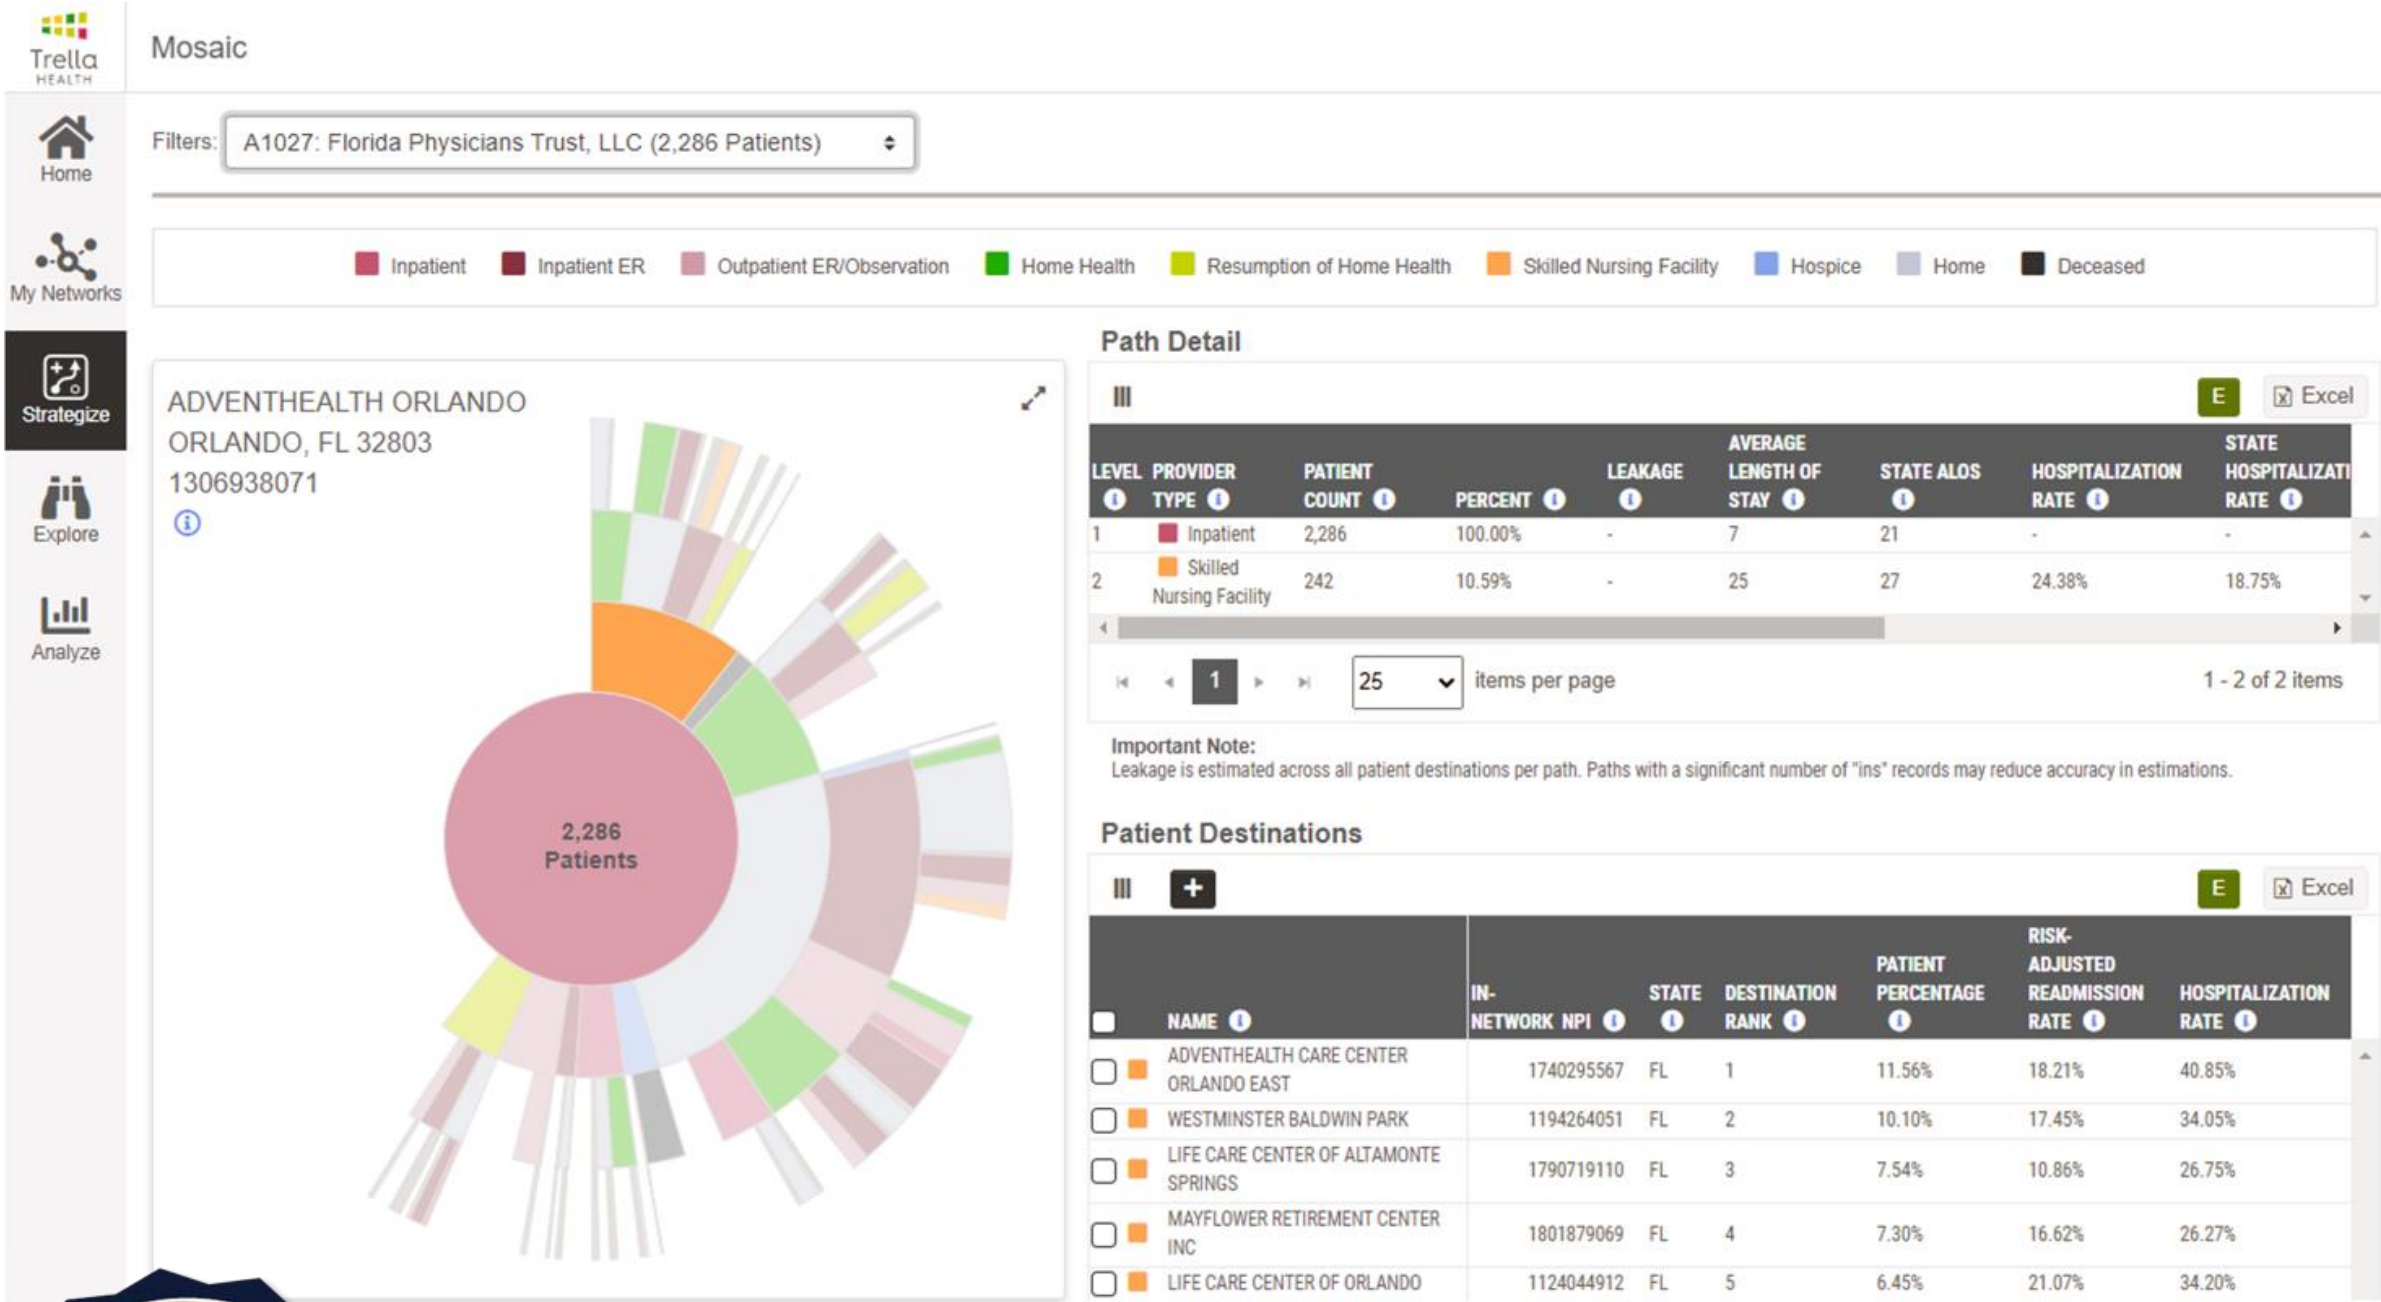 Trella
HEALTH
Mosaic
Home
My Networks
Strategize
Explore
Analyze
Filters: A1027: Florida Physicians Trust, LLC (2,286 Patients)
Inpatient Inpatient ER Outpatient ER/Observation Home Health Resumption of Home Health Skilled Nursing Facility Hospice Home Deceased
ADVENTHEALTH ORLANDO
ORLANDO, FL 32803
1306938071
2,286
Patients
Path Detail
E Excel
LEVEL PROVIDER TYPE PATIENT COUNT PERCENT LEAKAGE AVERAGE LENGTH OF STAY STATE ALOS HOSPITALIZATION RATE STATE HOSPITALIZATI RATE
1 Inpatient 2,286 100.00% - 7 21 - -
2 Skilled Nursing Facility 242 10.59% - 25 27 24.38% 18.75%
1 25 items per page 1 - 2 of 2 items
Important Note:
Leakage is estimated across all patient destinations per path. Paths with a significant number of "ins" records may reduce accuracy in estimations.
Patient Destinations
+ E Excel
NAME IN-NETWORK NPI STATE DESTINATION RANK PATIENT PERCENTAGE RISK-ADJUSTED READMISSION RATE HOSPITALIZATION RATE
ADVENTHEALTH CARE CENTER ORLANDO EAST 1740295567 FL 1 11.56% 18.21% 40.85%
WESTMINSTER BALDWIN PARK 1194264051 FL 2 10.10% 17.45% 34.05%
LIFE CARE CENTER OF ALTAMONTE SPRINGS 1790719110 FL 3 7.54% 10.86% 26.75%
MAYFLOWER RETIREMENT CENTER INC 1801879069 FL 4 7.30% 16.62% 26.27%
LIFE CARE CENTER OF ORLANDO 1124044912 FL 5 6.45% 21.07% 34.20%